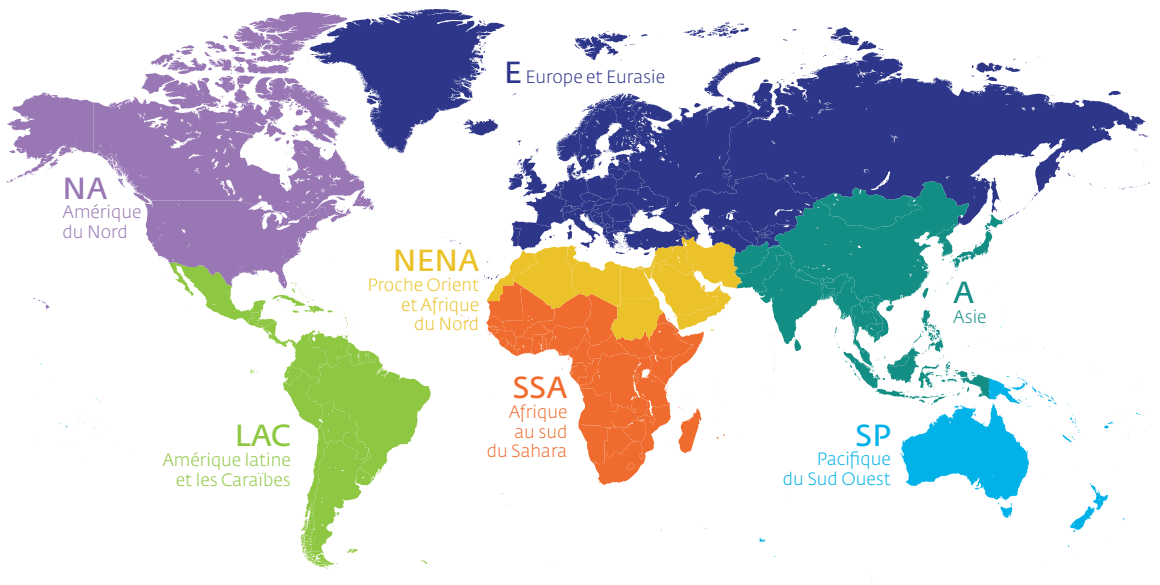 E Europe et Eurasie
NA
Amérique
du Nord
NENA
Proche Orient
et Afrique
du Nord
A
Asie
SSA
Afrique
au sud
du Sahara
LAC
Amérique latine
et les Caraïbes
SP
Pacifique
du Sud Ouest